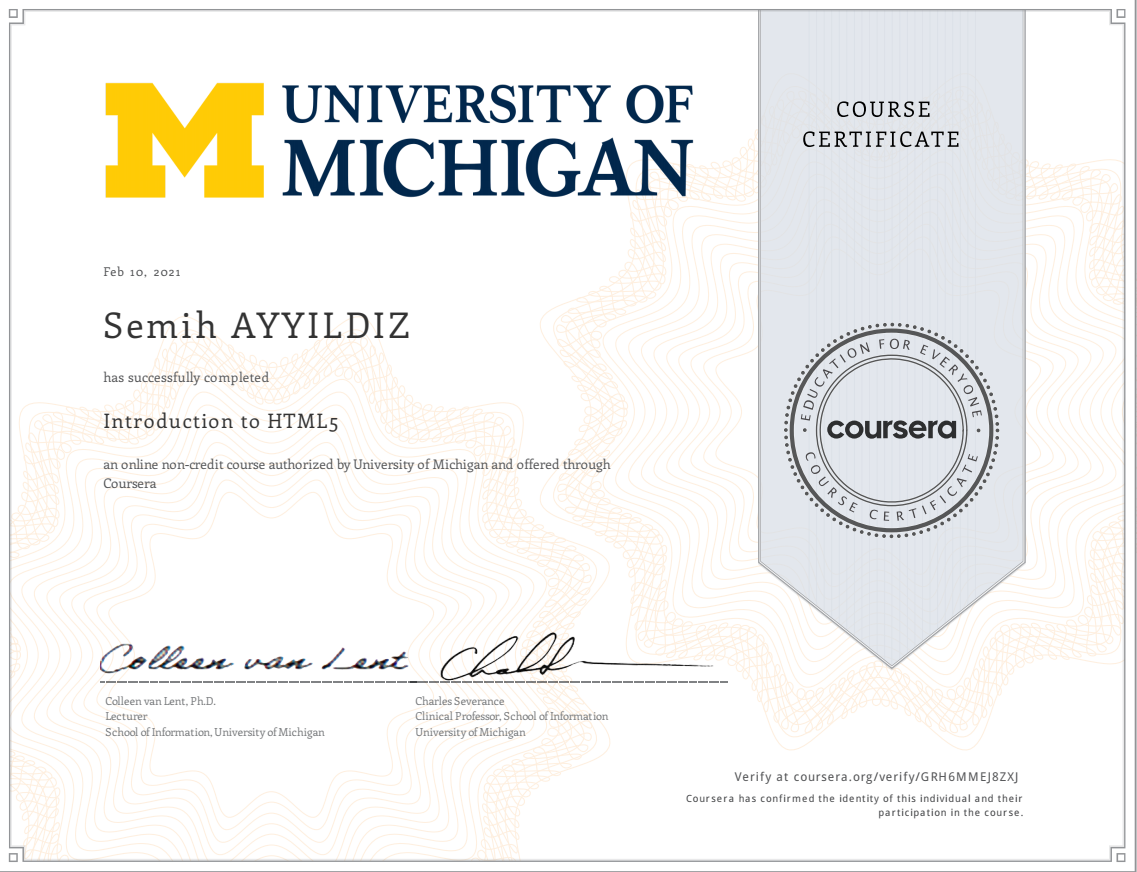 UNIVERSITY OF
MICHIGAN
COURSE
CERTIFICATE
Feb 10, 2021
Semih AYYILDIZ
has successfully completed
Introduction to HTML5
an online non-credit course authorized by University of Michigan and offered through
Coursera
EDUCATION FOR EVERYONE
coursera
COURSE CERTIFICATE
Colleen van Lent
Colleen van Lent, Ph.D.
Lecturer
School of Information, University of Michigan
Charles Severance
Clinical Professor, School of Information
University of Michigan
Verify at coursera.org/verify/GRH6MMEJ8ZXJ
Coursera has confirmed the identity of this individual and their
participation in the course.